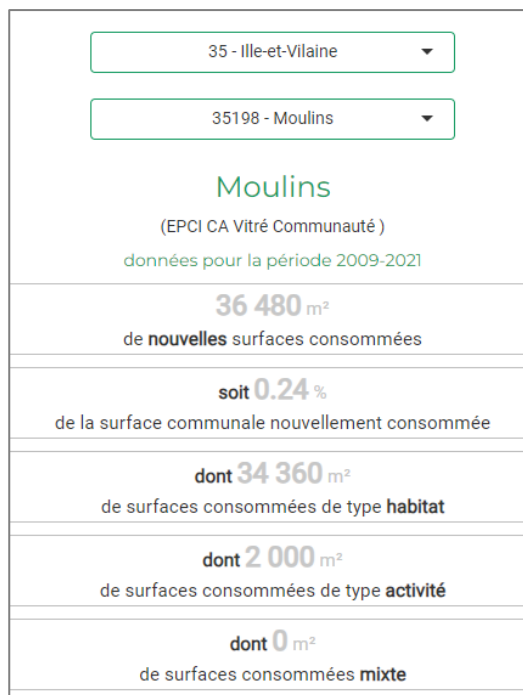 35 - Ille-et-Vilaine
35198 - Moulins
Moulins
(EPCI CA Vitré Communauté )
données pour la période 2009-2021
36 480 m²
de nouvelles surfaces consommées
soit 0.24 %
de la surface communale nouvellement consommée
dont 34 360 m²
de surfaces consommées de type habitat
dont 2 000 m²
de surfaces consommées de type activité
dont 0 m²
de surfaces consommées mixte